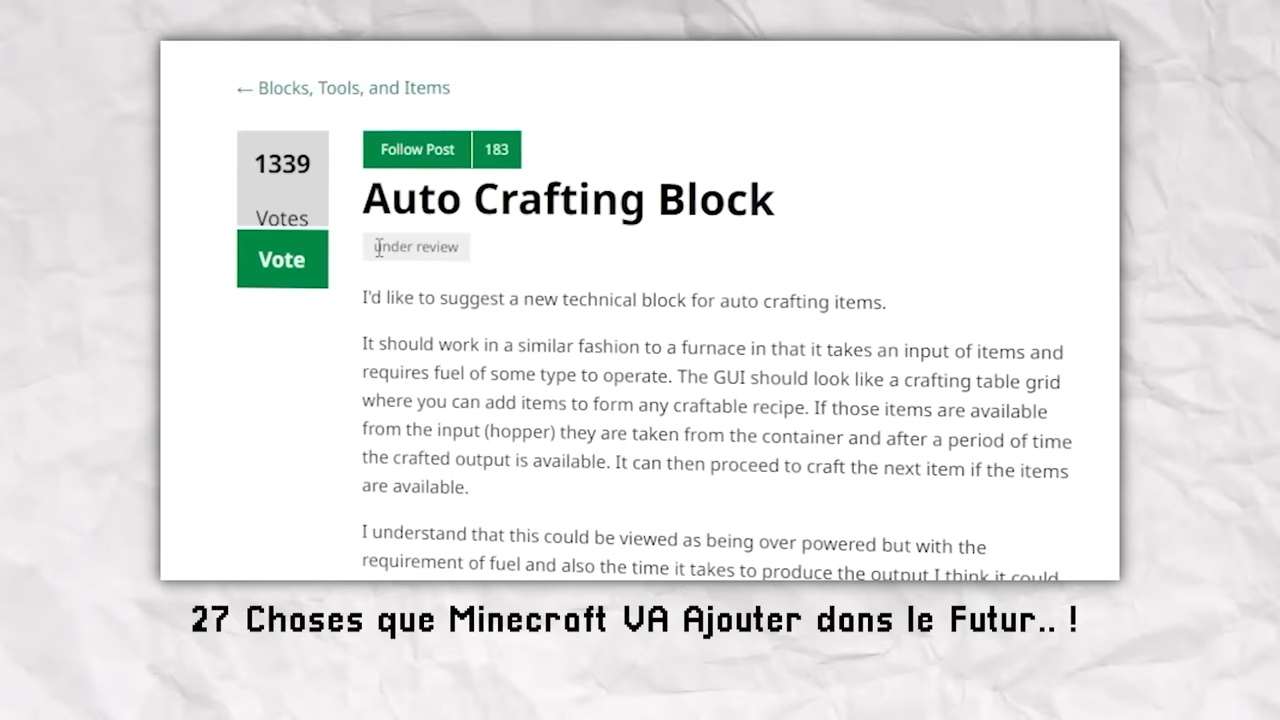 ← Blocks, Tools, and Items
1339
Votes
Vote
Follow Post 183
Auto Crafting Block
under review
I'd like to suggest a new technical block for auto crafting items.
It should work in a similar fashion to a furnace in that it takes an input of items and
requires fuel of some type to operate. The GUI should look like a crafting table grid
where you can add items to form any craftable recipe. If those items are available
from the input (hopper) they are taken from the container and after a period of time
the crafted output is available. It can then proceed to craft the next item if the items
are available.
I understand that this could be viewed as being over powered but with the
requirement of fuel and also the time it takes to produce the output I think it could
27 Choses que Minecraft VA Ajouter dans le Futur.. !